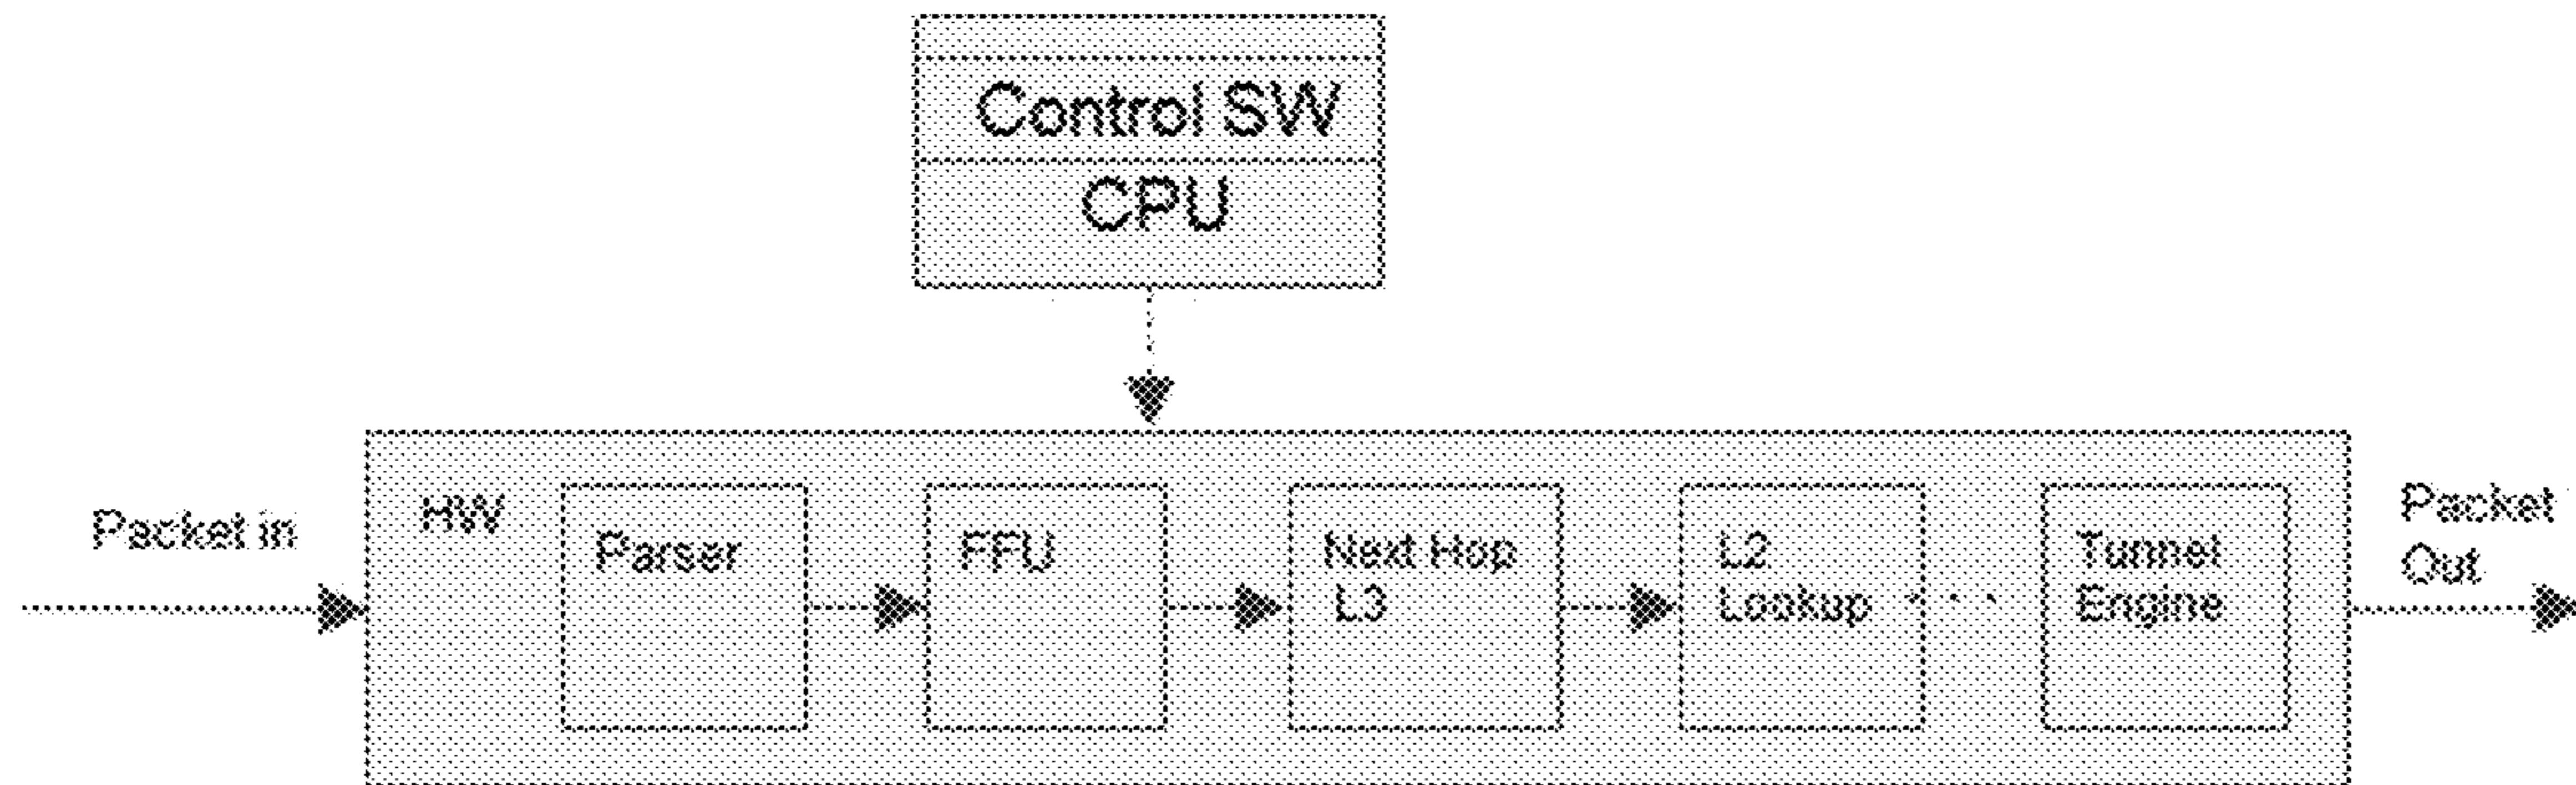 Control SW
CPU
Packet in
HW
Parser
FFU
Next Hop
L3
L2
Lookup
Tunnel
Engine
Packet
Out